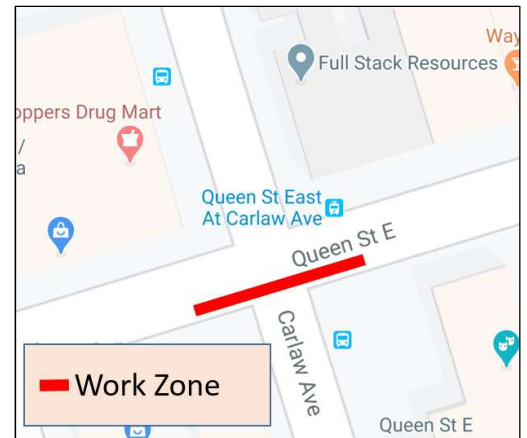 Way
Full Stack Resources
oppers Drug Mart
/
a
Queen St East
At Carlaw Ave
Queen St E
Carlaw Ave
Work Zone
Queen St E